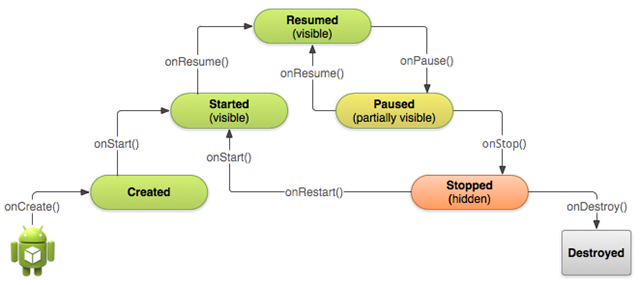 Resumed
(visible)
onResume()
onPause()
onResume()
Started
(visible)
Paused
(partially visible)
onStart()
onStart()
onStop()
Created
onRestart()
Stopped
(hidden)
onCreate()
onDestroy()
Destroyed